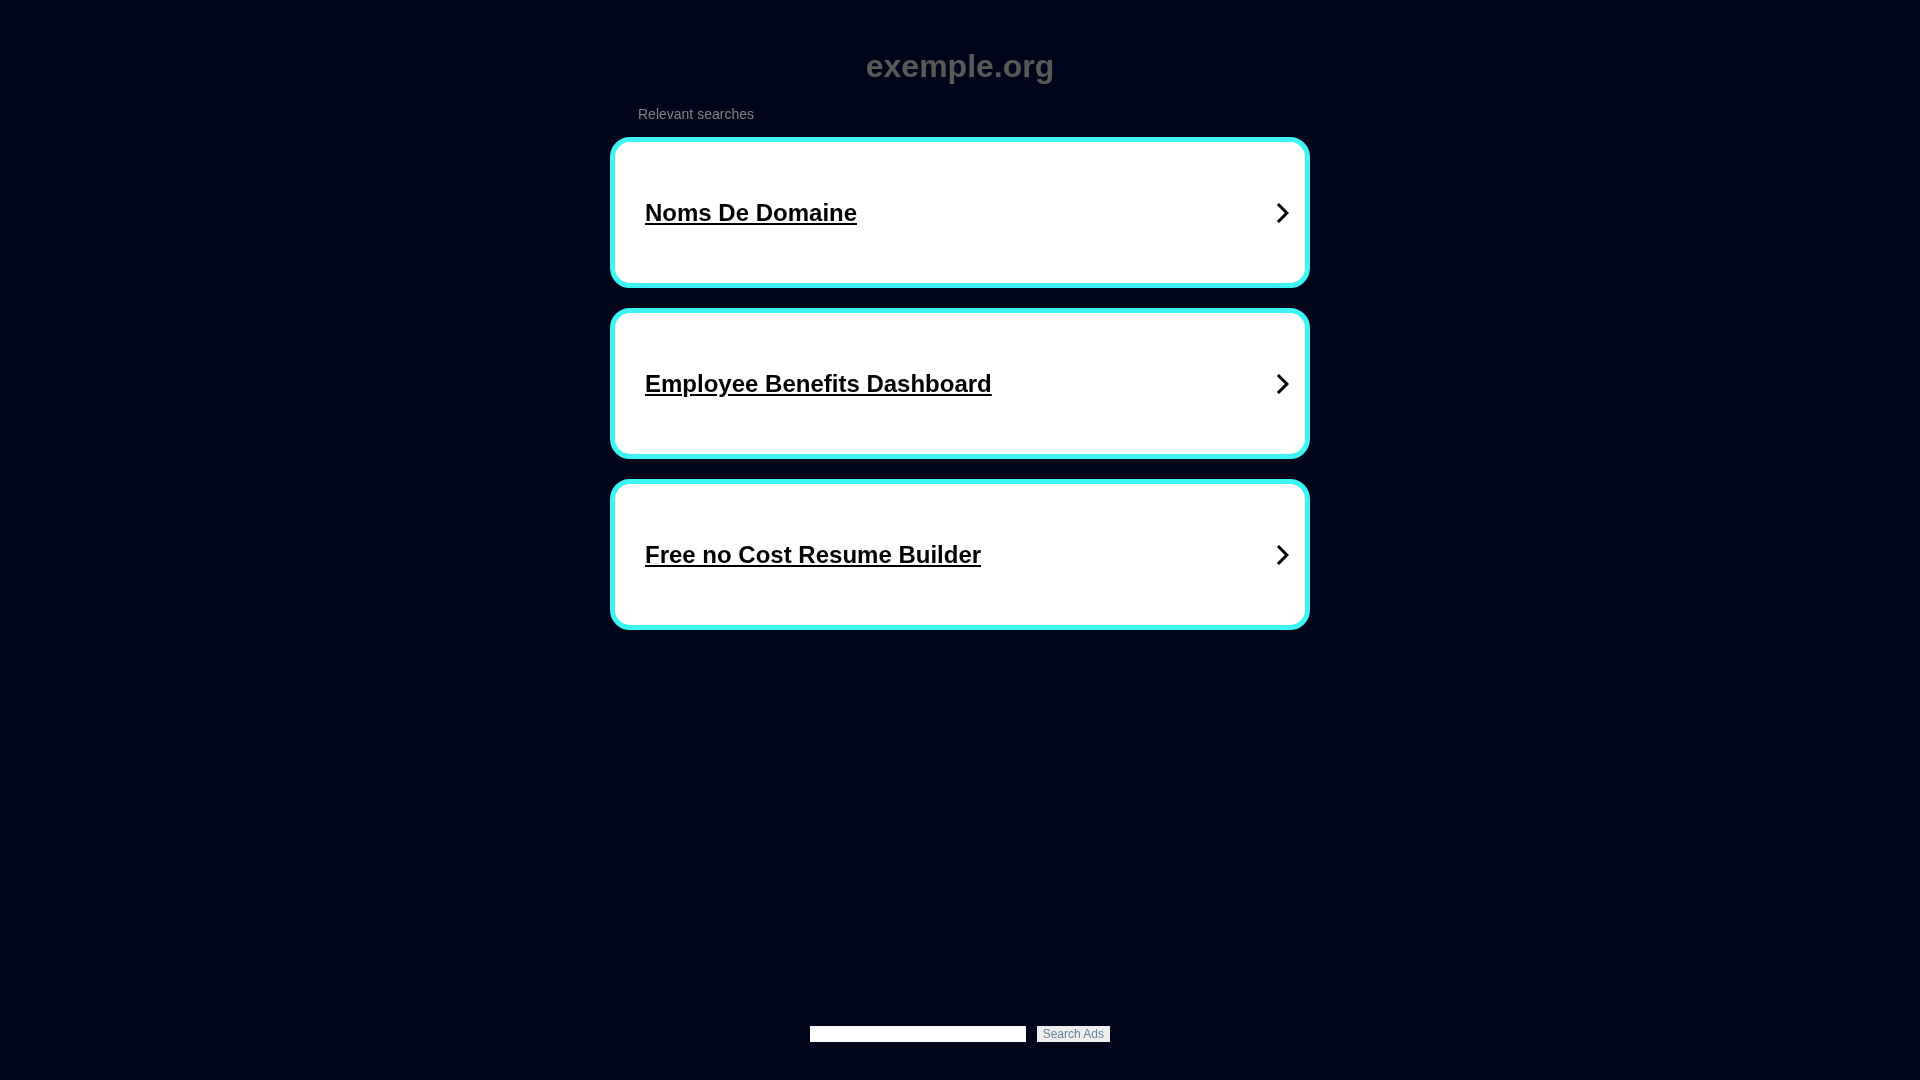 exemple.org
Relevant searches
Noms De Domaine
Employee Benefits Dashboard
Free no Cost Resume Builder
Search Ads